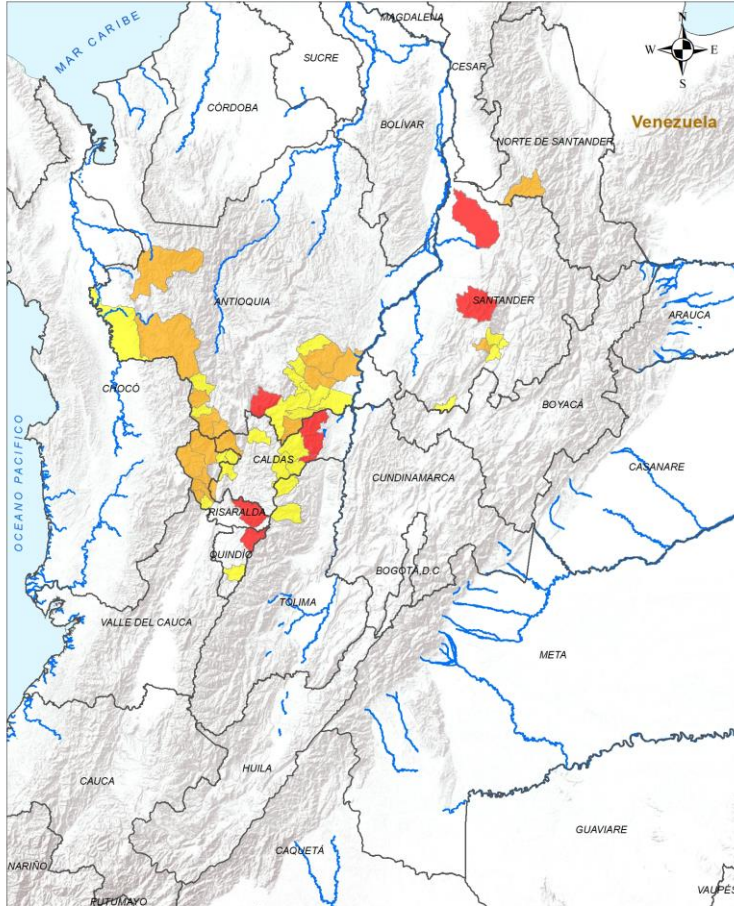 MAGDALENA
N
MAR CARIBE
SUCRE
CESAR
W E
S
CÓRDOBA
BOLÍVAR
Venezuela
NORTE DE SANTANDER
ANTIOQUIA
SANTANDER
ARAUCA
CHOCÓ
BOYACÁ
CALDAS
CUNDINAMARCA
CASANARE
OCEANO PACIFICO
RISARALDA
QUINDÍO
BOGOTÁ, D.C
TOLIMA
VALLE DEL CAUCA
META
HUILA
CAUCA
GUAVIARE
CAQUETÁ
NARIÑO
PUTUMAYO
VAUPÉS